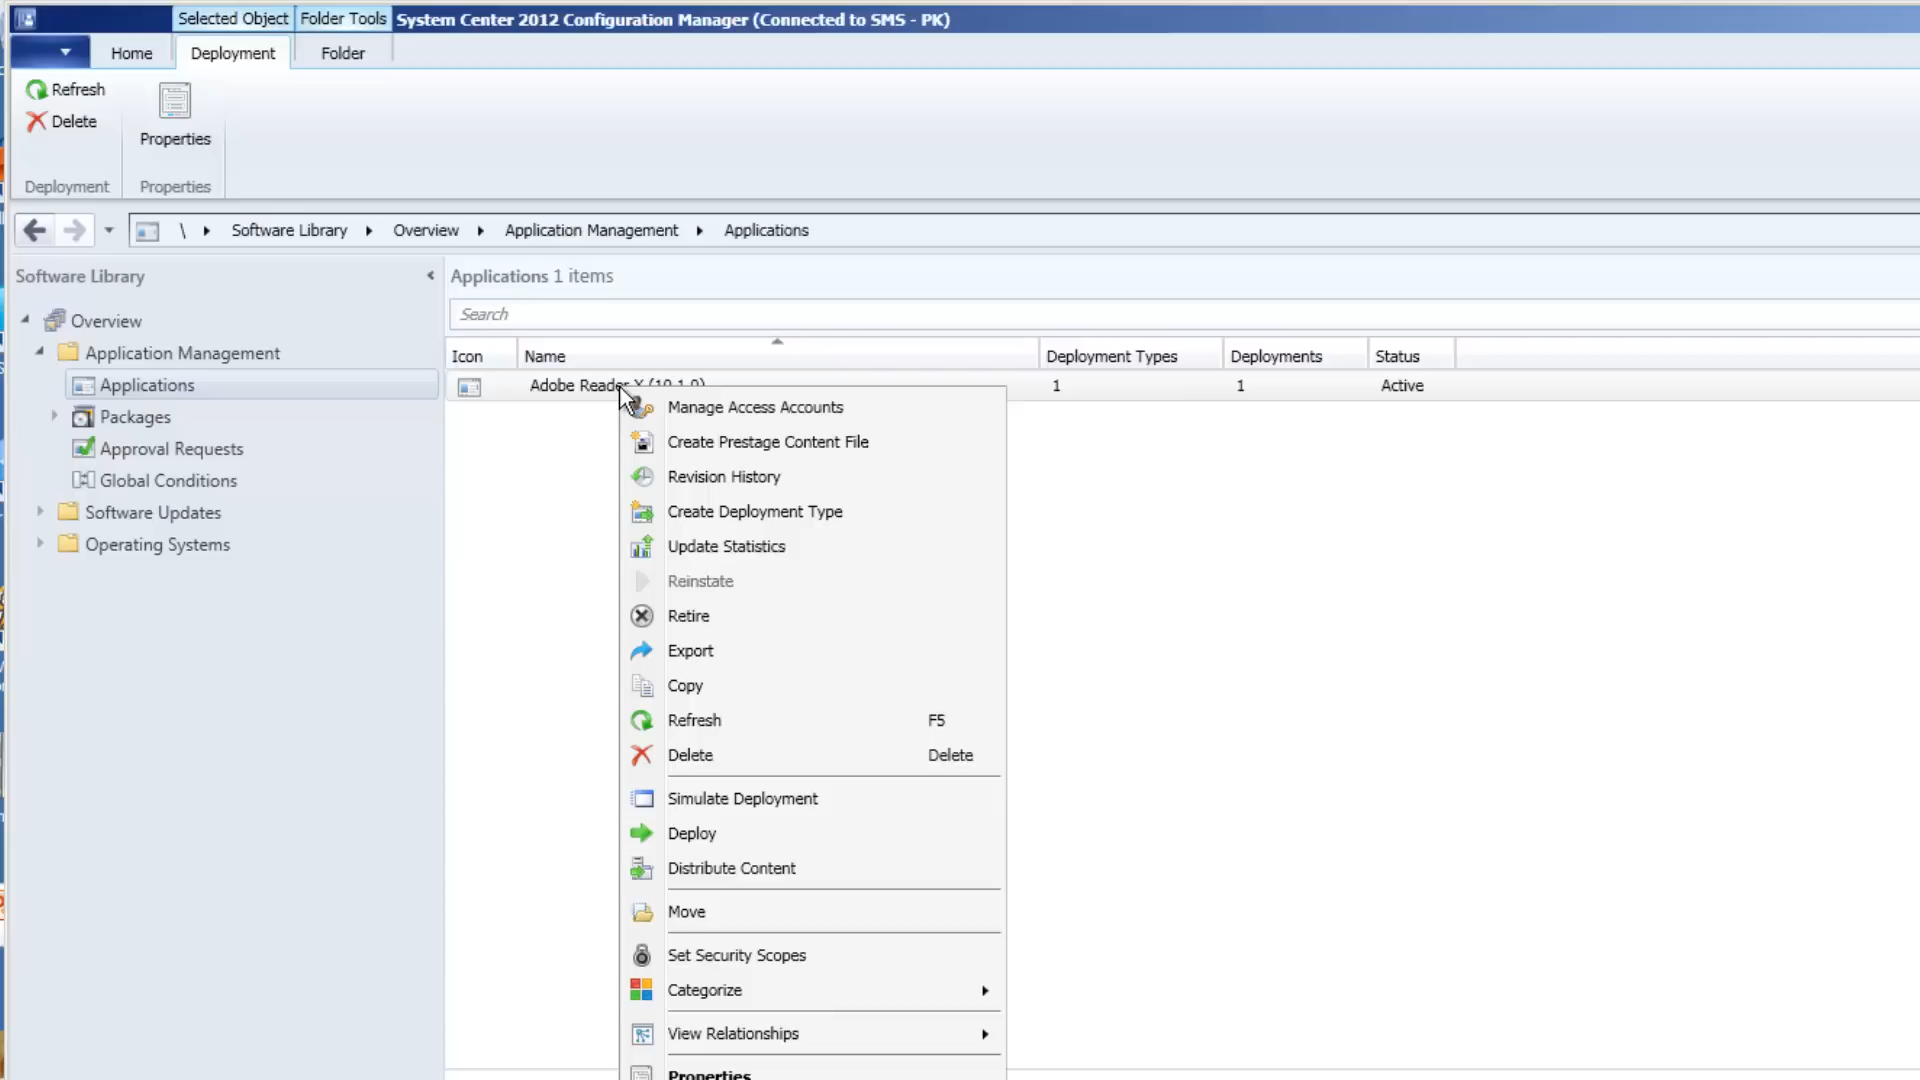 Selected Object Folder Tools System Center 2012 Configuration Manager (Connected to SMS - PK)
Home Deployment Folder
Refresh
Delete
Properties
Deployment Properties
\ Software Library Overview Application Management Applications
Software Library
Applications 1 items
Search
Overview
Application Management
Applications
Packages
Approval Requests
Global Conditions
Software Updates
Operating Systems
Icon Name Deployment Types Deployments Status
Adobe Reader X (10.1.0) 1 1 Active
Manage Access Accounts
Create Prestage Content File
Revision History
Create Deployment Type
Update Statistics
Reinstate
Retire
Export
Copy
Refresh F5
Delete Delete
Simulate Deployment
Deploy
Distribute Content
Move
Set Security Scopes
Categorize
View Relationships
Properties